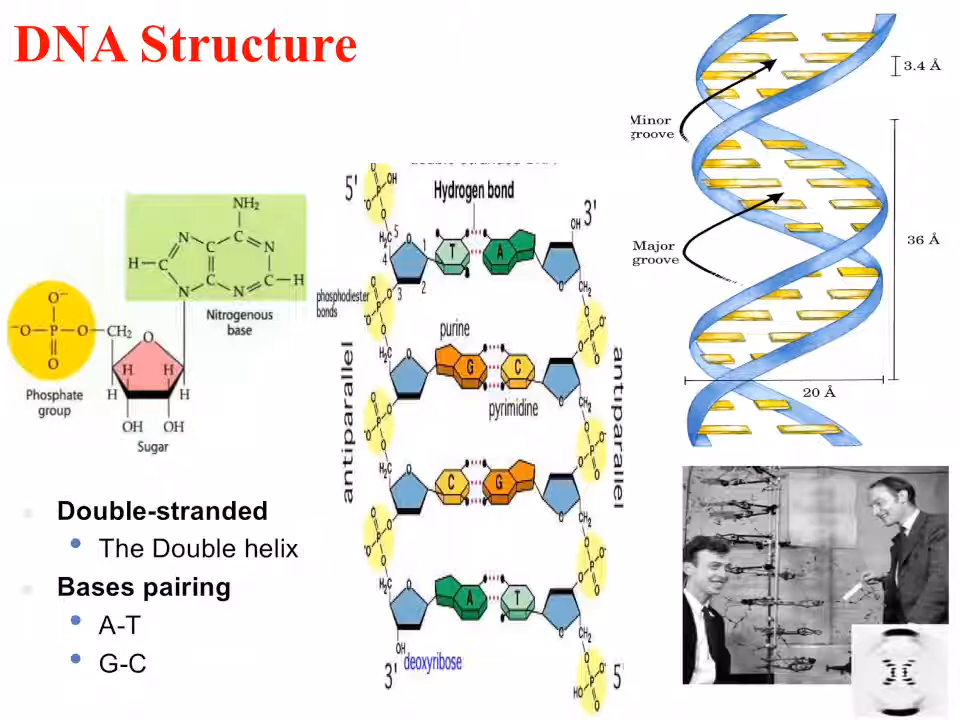 DNA Structure
NH₂
C
N
N
C
H
C
C
C
N
N
H
Nitrogenous
base
O⁻
⁻O
P
O
CH₂
O
O
H
H
H
H
OH
OH
Phosphate
group
Sugar
Double-stranded
The Double helix
Bases pairing
A-T
G-C
5'
OH
Hydrogen bond
3'
OH
H₂C
5
4
1
3
2
T
A
phosphodiester
bonds
purine
G
C
pyrimidine
antiparallel
antiparallel
C
G
A
T
OH
deoxyribose
3'
HO
5'
Minor
groove
3.4 Å
Major
groove
36 Å
20 Å